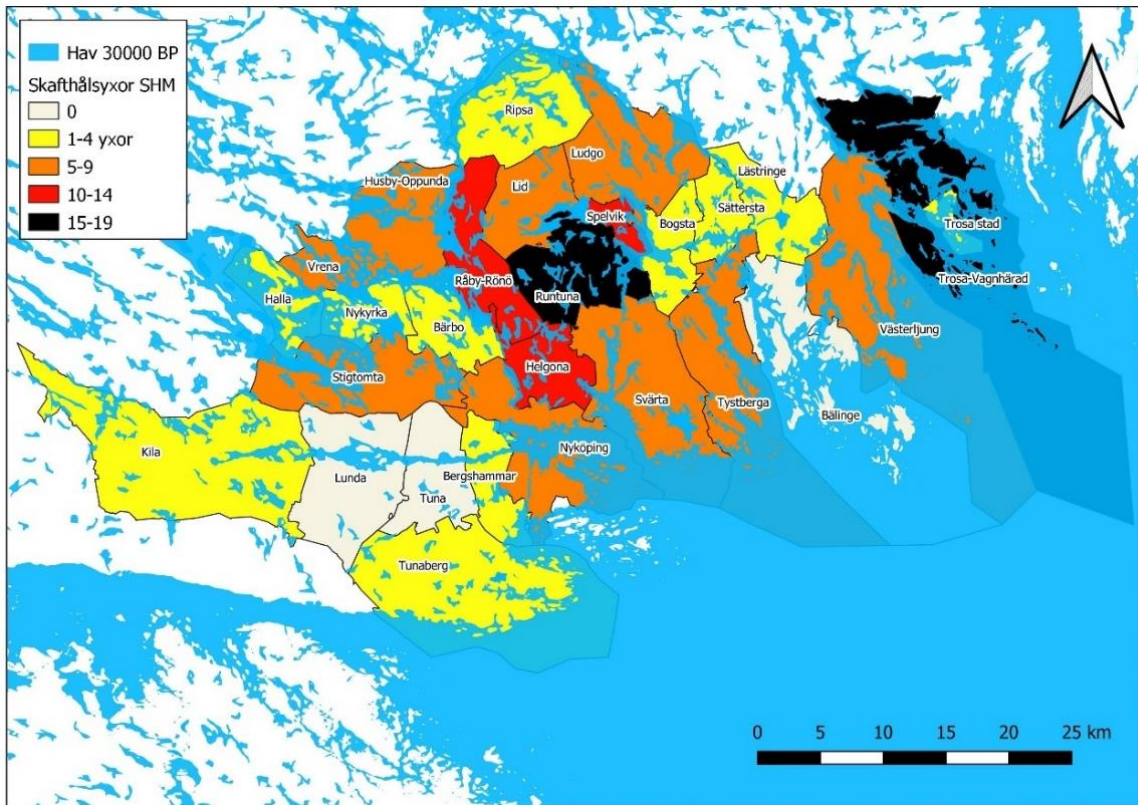 Hav 30000 BP
Skafthålsyxor SHM
0
1-4 yxor
5-9
10-14
15-19
Ripsa
Ludgo
Husby-Oppunda
Lid
Lästringe
Spelvik
Bogsta
Sättersta
Trosa stad
Vrena
Råby-Rönö
Trosa-Vagnhärad
Halla
Nykyrka
Runtuna
Bärbo
Västerljung
Helgona
Stigtomta
Svärta
Tystberga
Bälinge
Kila
Nyköping
Lunda
Bergshammar
Tuna
Tunaberg
0 5 10 15 20 25 km